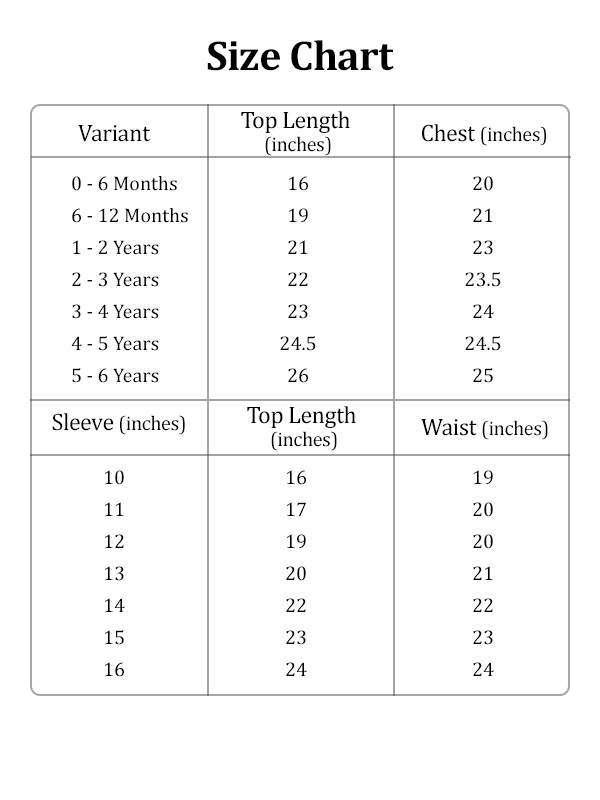 Size Chart
Variant Top Length (inches) Chest (inches)
0 - 6 Months 16 20
6 - 12 Months 19 21
1 - 2 Years 21 23
2 - 3 Years 22 23.5
3 - 4 Years 23 24
4 - 5 Years 24.5 24.5
5 - 6 Years 26 25
Sleeve (inches) Top Length (inches) Waist (inches)
10 16 19
11 17 20
12 19 20
13 20 21
14 22 22
15 23 23
16 24 24